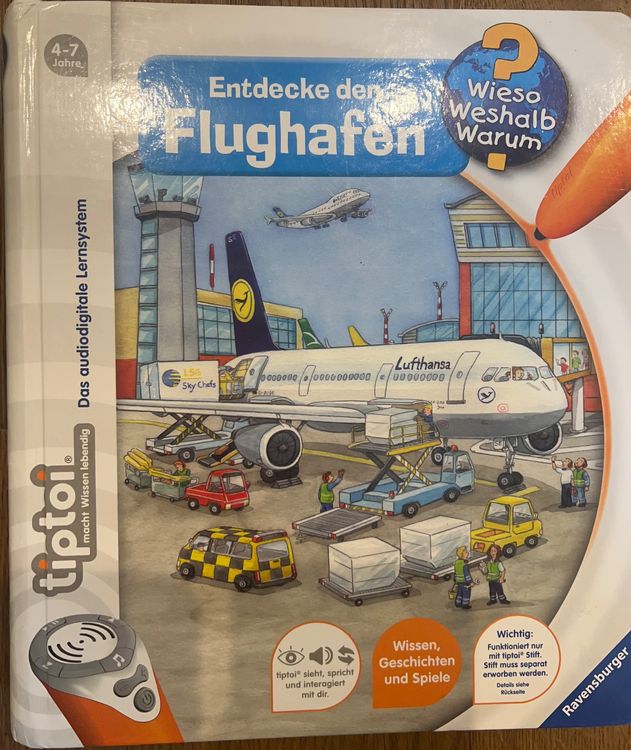 4-7
Jahre
Entdecke den
Flughafen
?
Wieso
Weshalb
Warum
tiptoi
Das audiodigitale Lernsystem
tiptoi®
macht Wissen lebendig
LSG
Sky Chefs
Lufthansa
tiptoi® sieht, spricht
und interagiert
mit dir.
Wissen,
Geschichten
und Spiele
Wichtig:
Funktioniert nur
mit tiptoi® Stift.
Stift muss separat
erworben werden.
Details siehe
Rückseite
Ravensburger